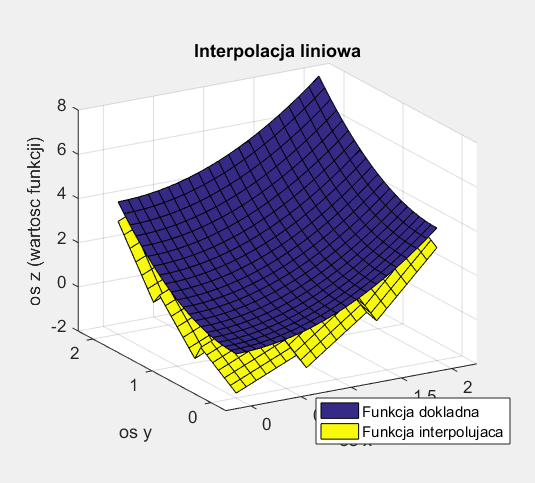 Interpolacja liniowa
8
6
4
2
0
-2
os z (wartosc funkcji)
2
1
0
os y
0
1.5
2
Funkcja dokladna
Funkcja interpolujaca